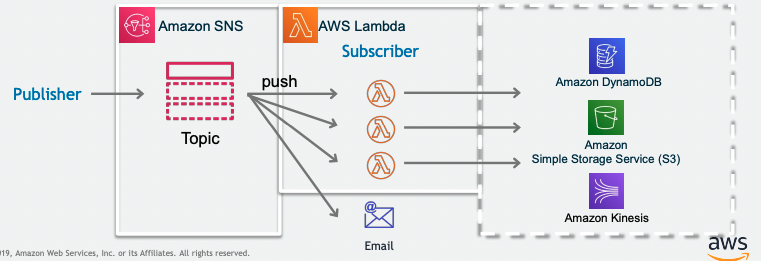 Amazon SNS
AWS Lambda
Subscriber
Publisher
push
Topic
Amazon DynamoDB
Amazon
Simple Storage Service (S3)
Amazon Kinesis
@
Email
19, Amazon Web Services, Inc. or its Affiliates. All rights reserved.
aws